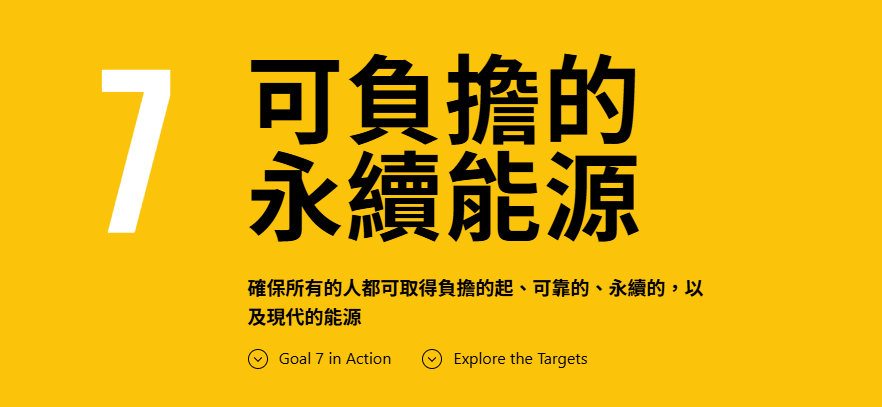 7
可負擔的
永續能源
確保所有的人都可取得負擔的起、可靠的、永續的，以
及現代的能源
Goal 7 in Action
Explore the Targets